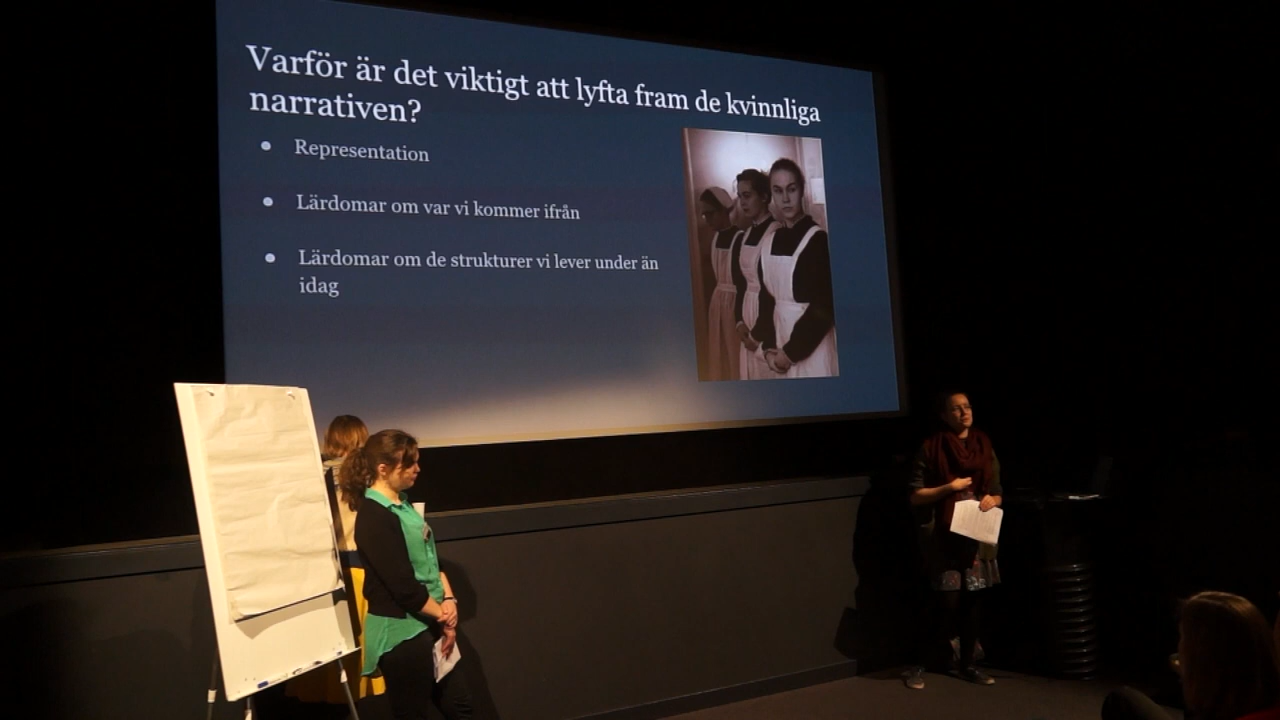 Varför är det viktigt att lyfta fram de kvinnliga
narrativen?
Representation
Lärdomar om var vi kommer ifrån
Lärdomar om de strukturer vi lever under än
idag